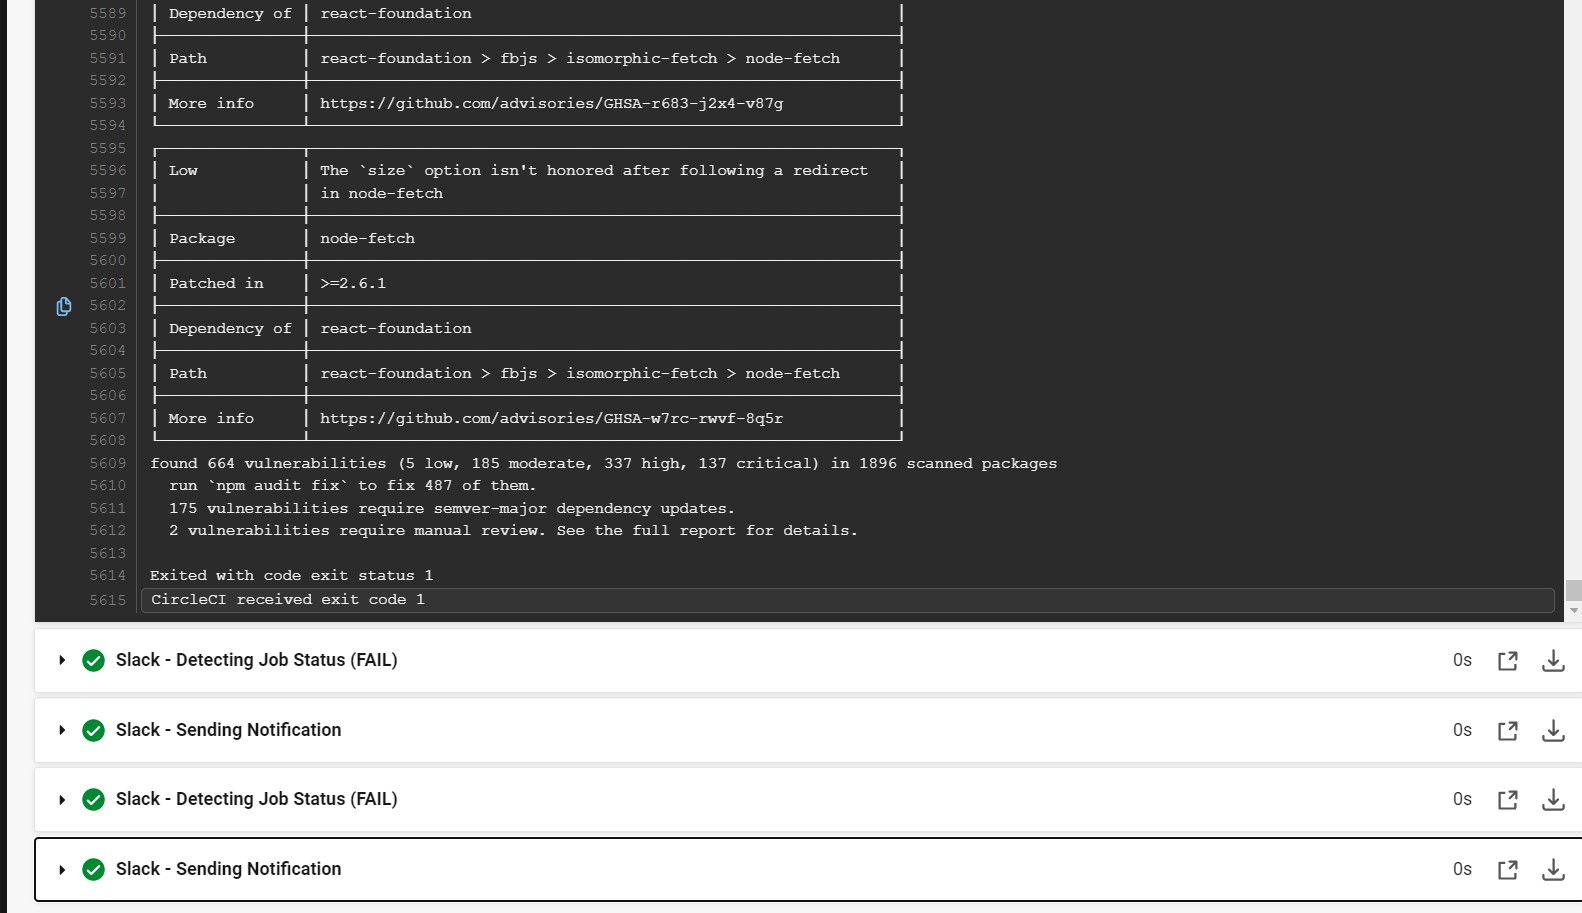 5589 | Dependency of | react-foundation |
5590
5591 | Path | react-foundation > fbjs > isomorphic-fetch > node-fetch |
5592
5593 | More info | https://github.com/advisories/GHSA-r683-j2x4-v87g |
5594
5595
5596 | Low | The `size` option isn't honored after following a redirect |
5597 | | in node-fetch |
5598
5599 | Package | node-fetch |
5600
5601 | Patched in | >=2.6.1 |
5602
5603 | Dependency of | react-foundation |
5604
5605 | Path | react-foundation > fbjs > isomorphic-fetch > node-fetch |
5606
5607 | More info | https://github.com/advisories/GHSA-w7rc-rwvf-8q5r |
5608
5609 found 664 vulnerabilities (5 low, 185 moderate, 337 high, 137 critical) in 1896 scanned packages
5610 run `npm audit fix` to fix 487 of them.
5611 175 vulnerabilities require semver-major dependency updates.
5612 2 vulnerabilities require manual review. See the full report for details.
5613
5614 Exited with code exit status 1
5615 CircleCI received exit code 1
Slack - Detecting Job Status (FAIL) 0s
Slack - Sending Notification 0s
Slack - Detecting Job Status (FAIL) 0s
Slack - Sending Notification 0s